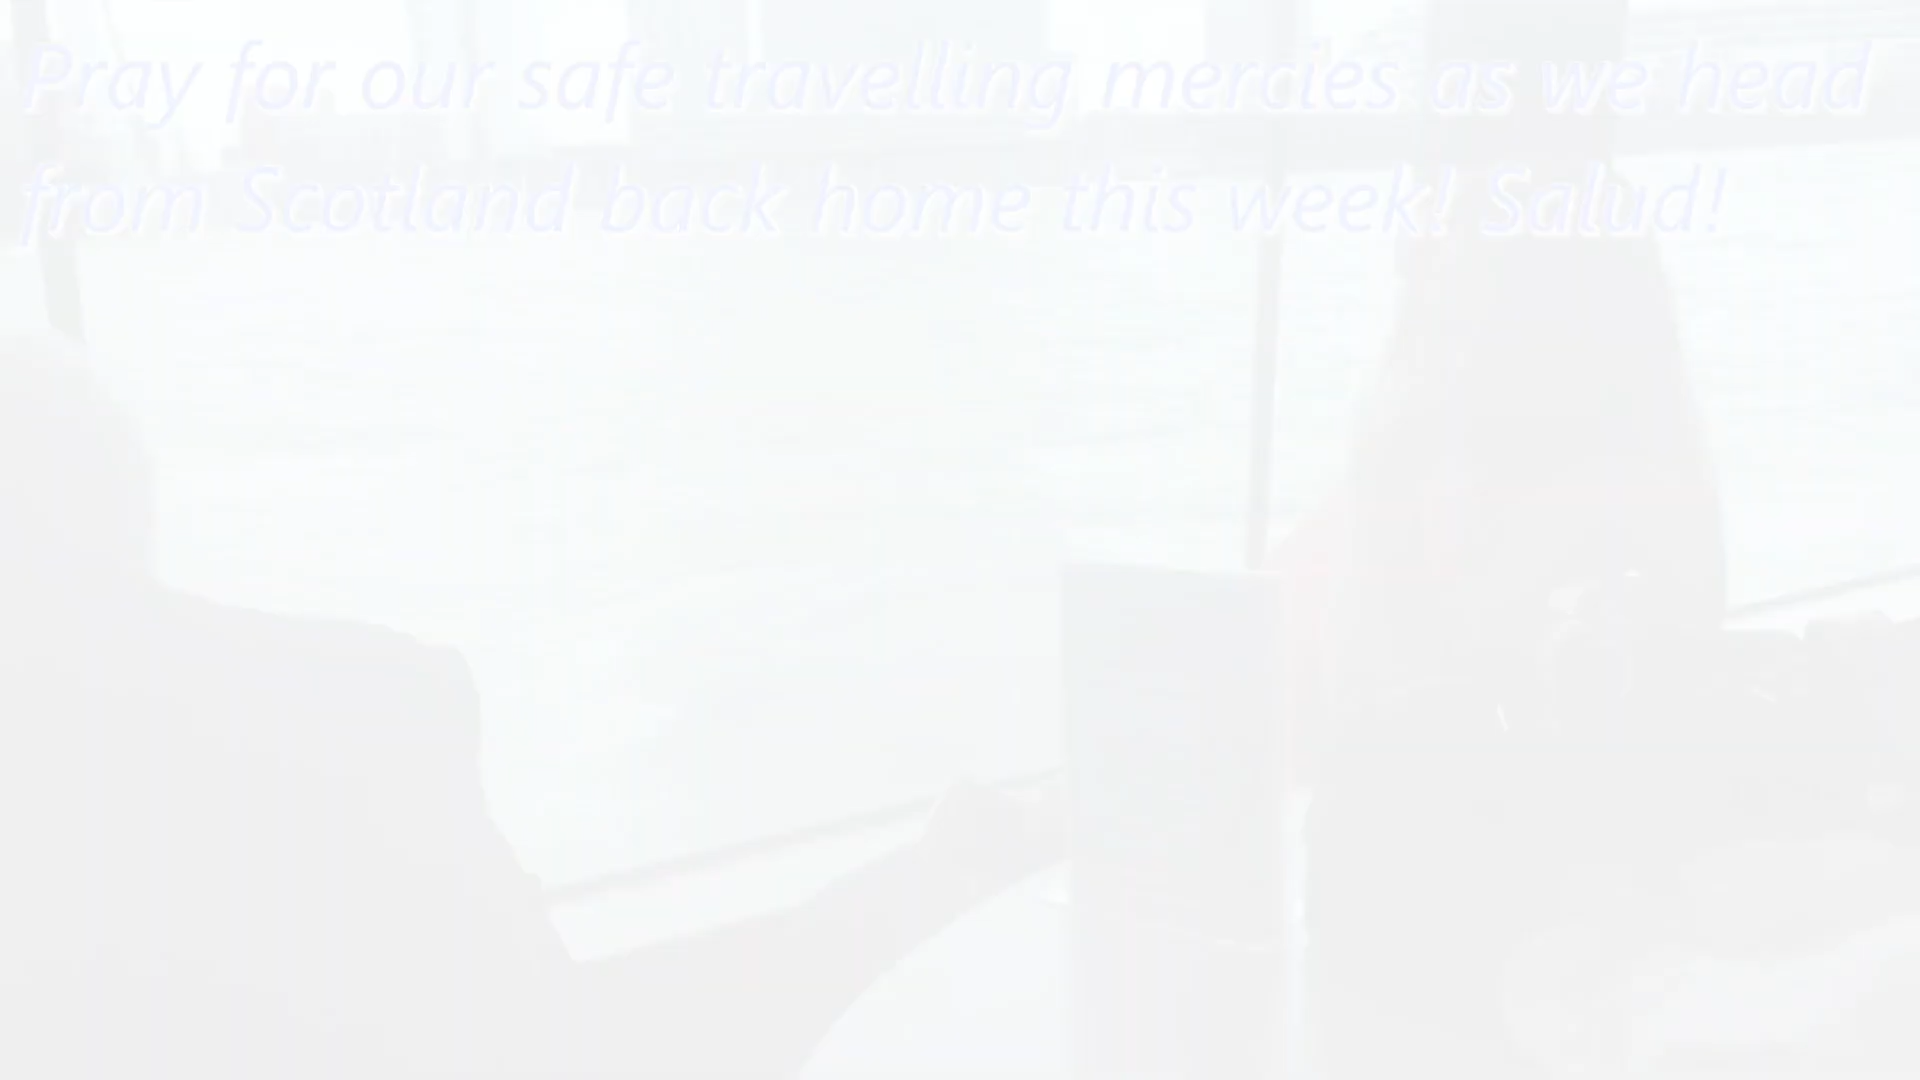 Pray for our safe travelling mercies as we head
from Scotland back home this week! Salud!